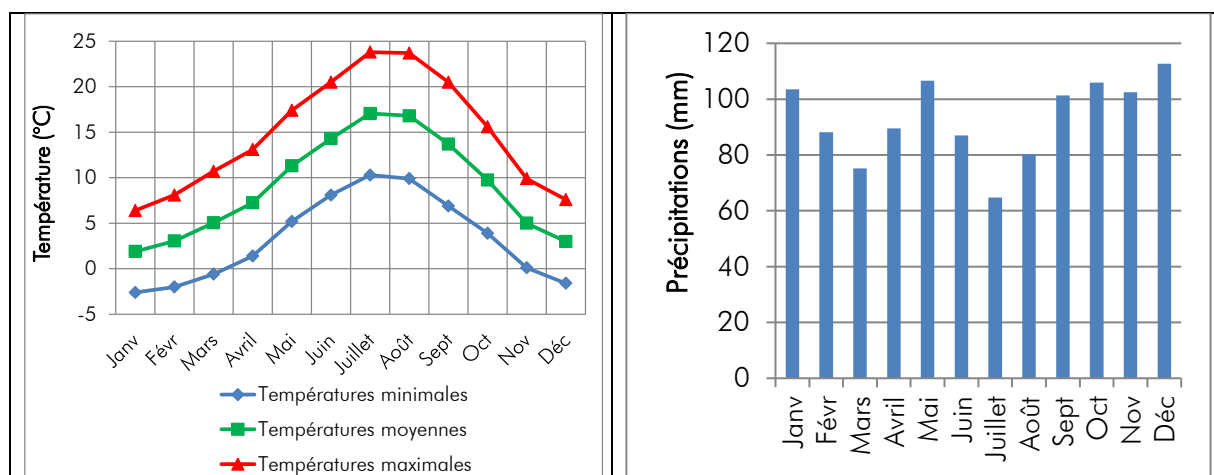 Température (°C)
25
20
15
10
5
0
-5
Janv
Févr
Mars
Avril
Mai
Juin
Juillet
Août
Sept
Oct
Nov
Déc
Températures minimales
Températures moyennes
Températures maximales
Précipitations (mm)
120
100
80
60
40
20
0
Janv
Févr
Mars
Avril
Mai
Juin
Juillet
Août
Sept
Oct
Nov
Déc